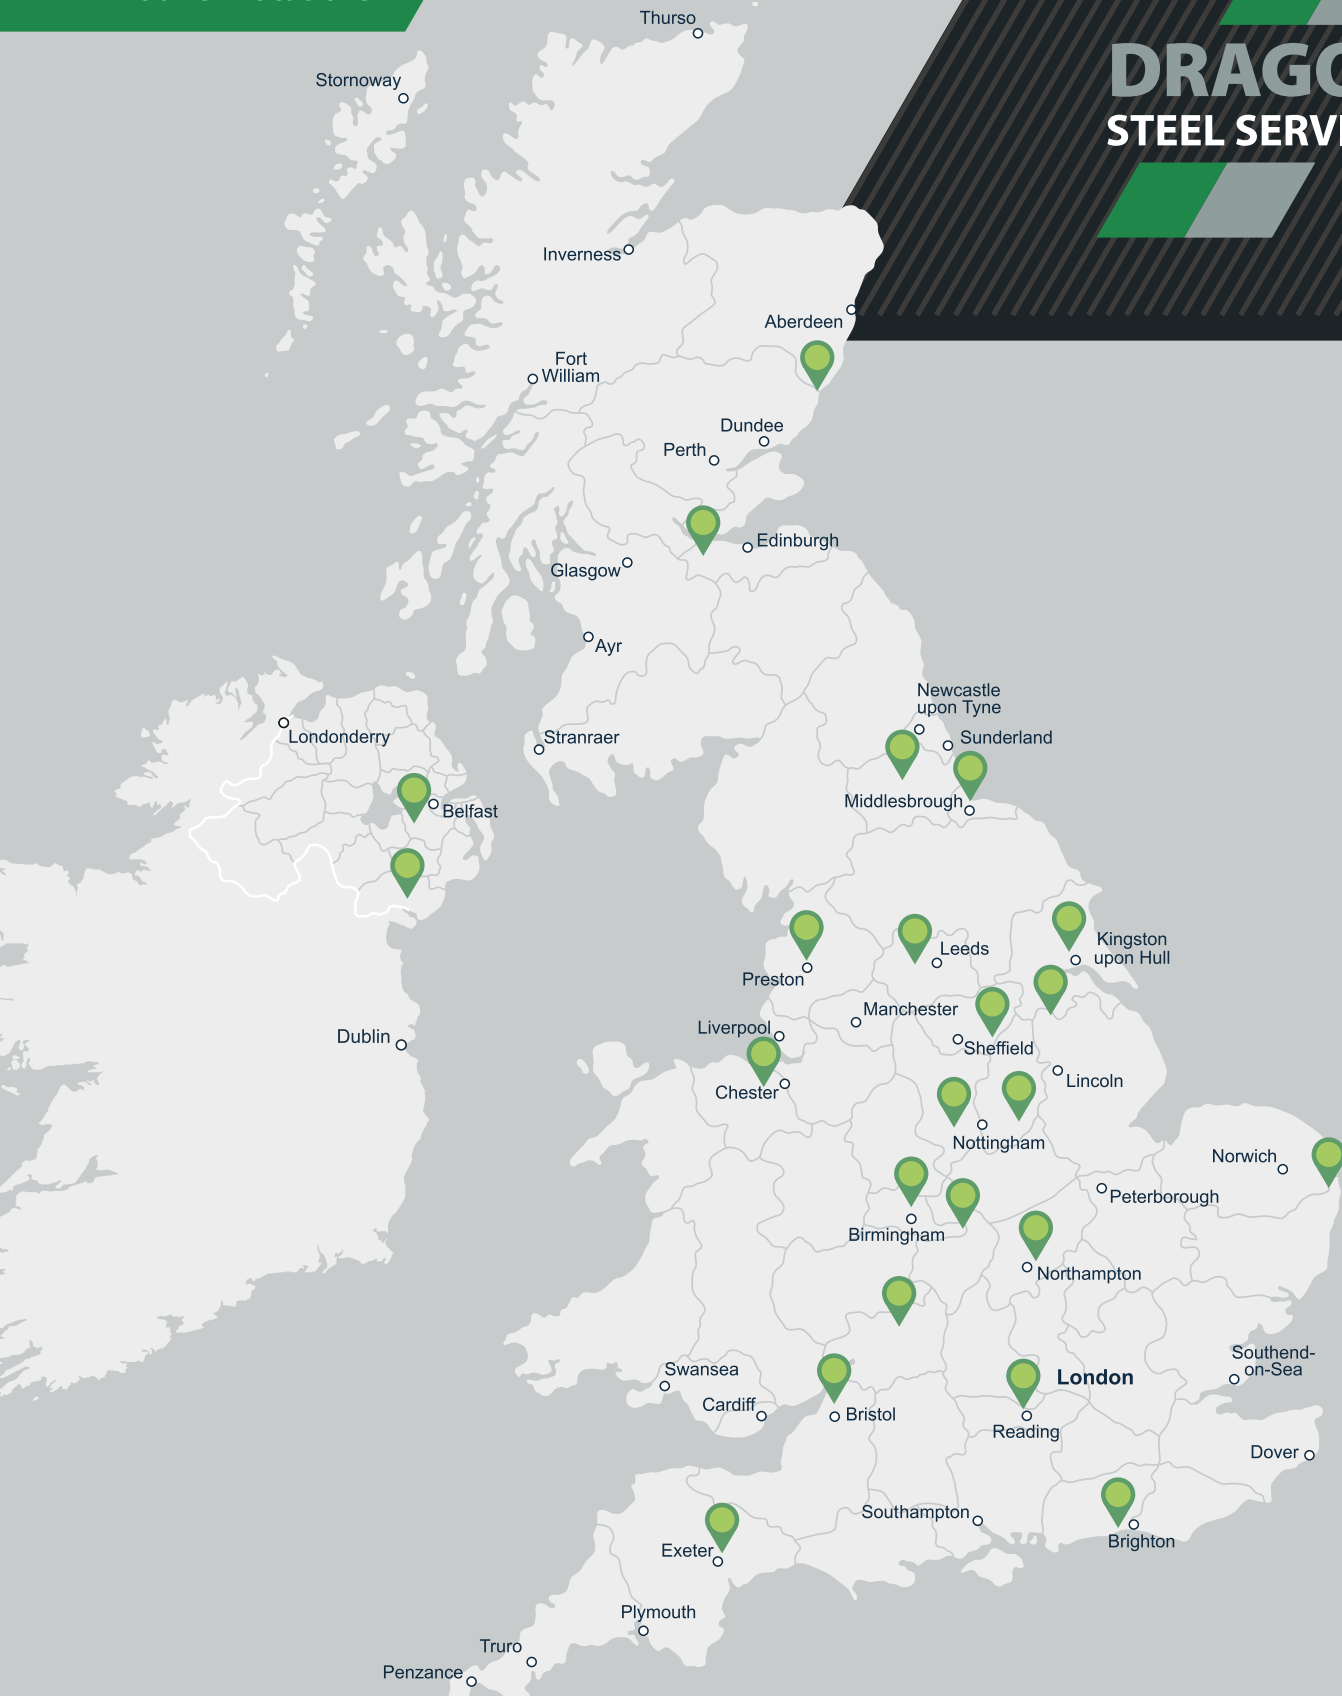 Thurso
Stornoway
STEEL
Inverness
Aberdeen
Fort
William
Dundee
Perth
Edinburgh
Glasgow
Ayr
Newcastle
upon Tyne
Londonderry
Stranraer
Sunderland
Middlesbrough
Belfast
Kingston
upon Hull
Leeds
Preston
Manchester
Liverpool
Dublin
Sheffield
Lincoln
Chester
Nottingham
Norwich
Peterborough
Birmingham
Northampton
Southend-
on-Sea
Swansea
London
Cardiff
Bristol
Reading
Dover
Southampton
Brighton
Exeter
Plymouth
Truro
Penzance